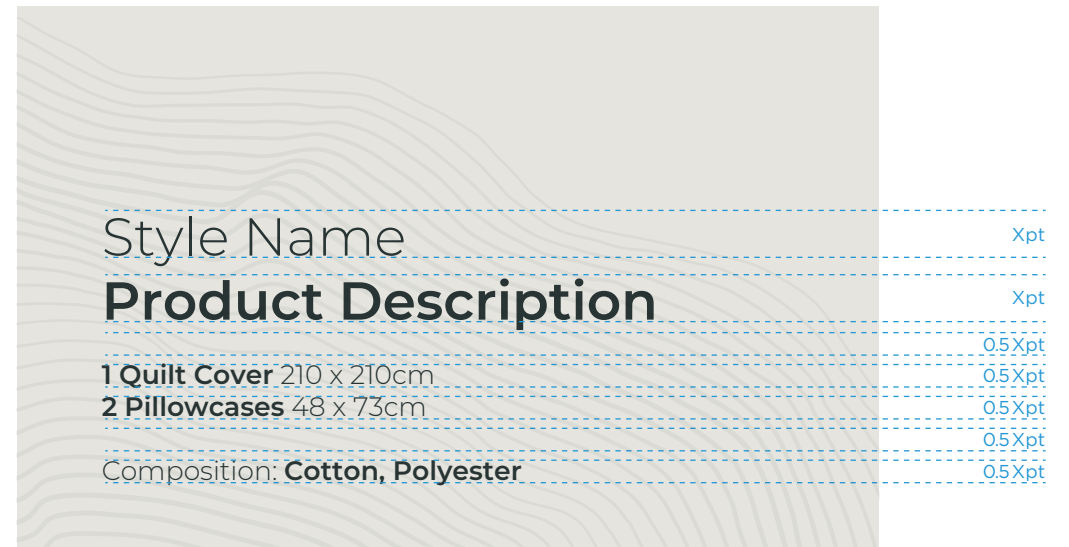 Style Name
Xpt
Product Description
Xpt
0.5Xpt
1 Quilt Cover 210 x 210cm
0.5Xpt
2 Pillowcases 48 x 73cm
0.5Xpt
0.5Xpt
Composition: Cotton, Polyester
0.5Xpt